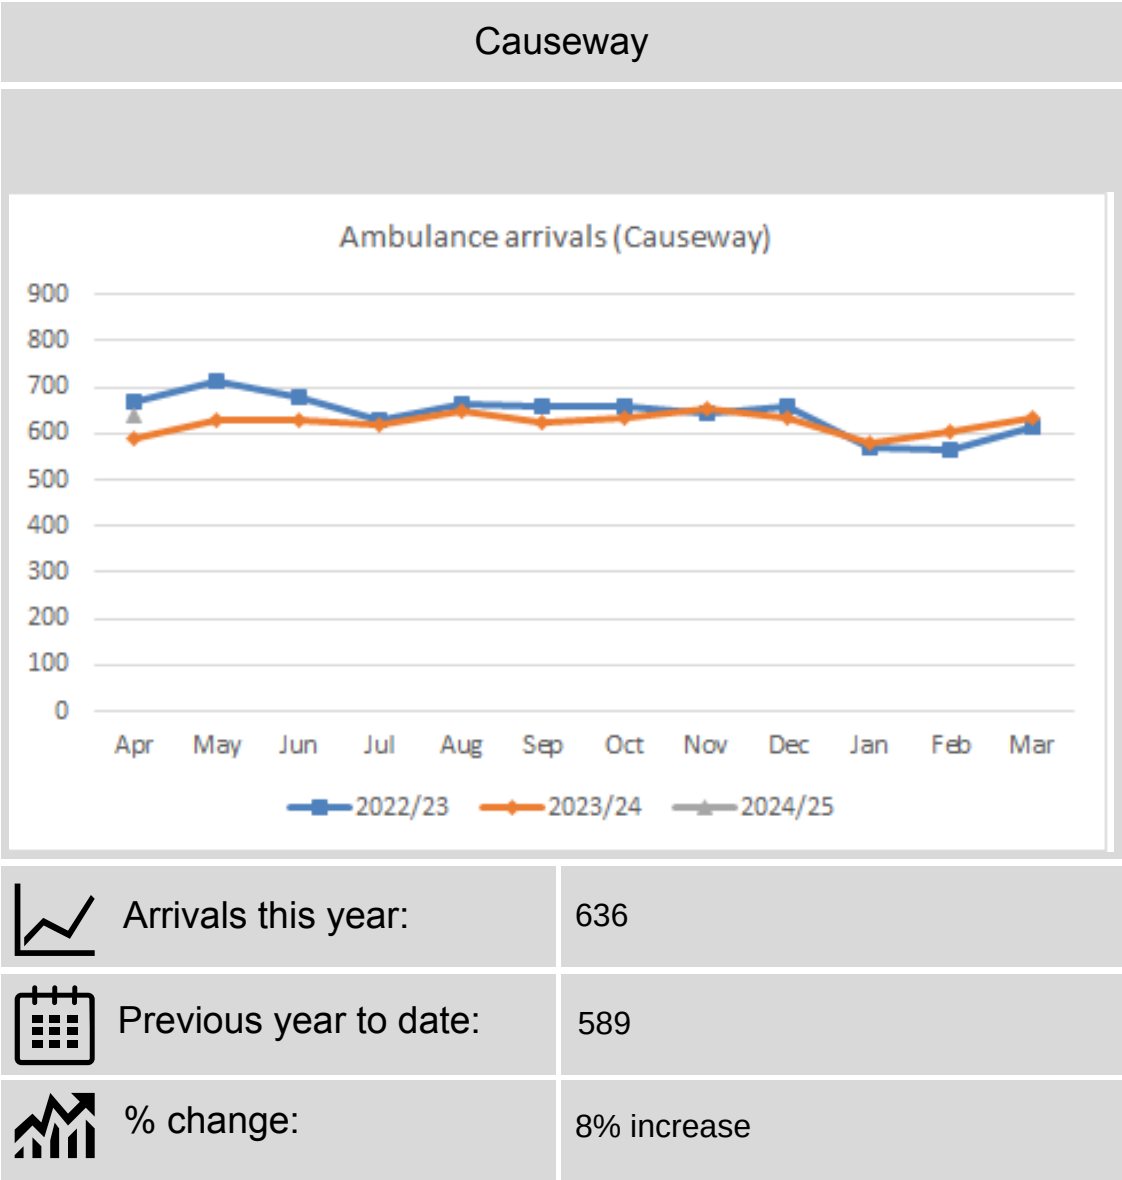 Causeway
Ambulance arrivals (Causeway)
900
800
700
600
500
400
300
200
100
0
Apr May Jun Jul Aug Sep Oct Nov Dec Jan Feb Mar
2022/23 2023/24 2024/25
Arrivals this year: 636
Previous year to date: 589
% change: 8% increase